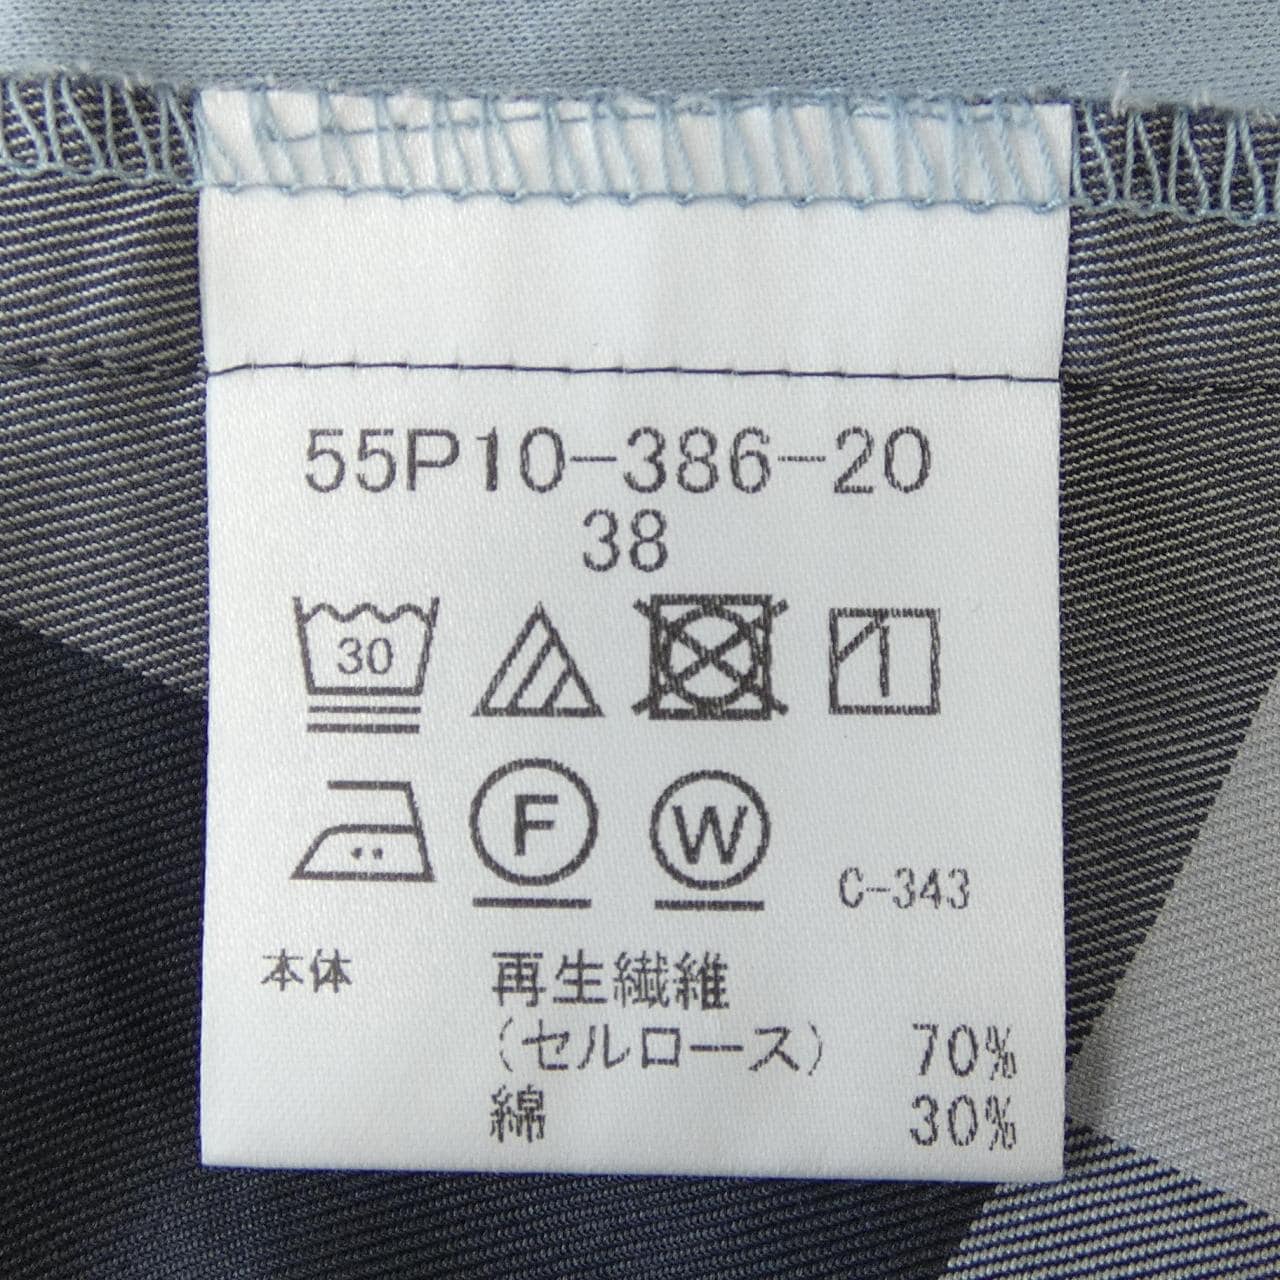 55P10-386-20
38
30
F
W
C-343
本体 再生繊維
(セルロース) 70%
綿 30%